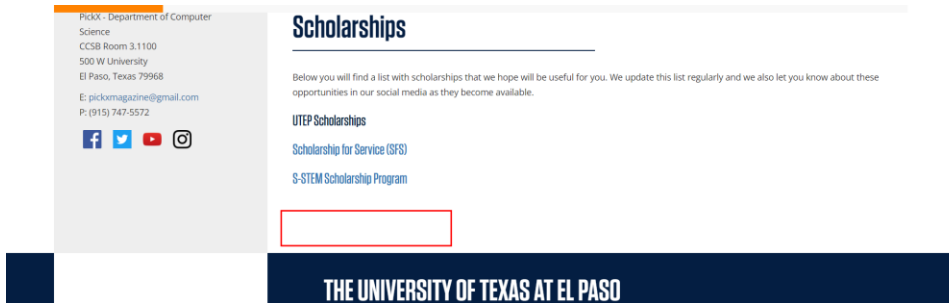 PickX - Department of Computer
Science
CCSB Room 3.1100
500 W University
El Paso, Texas 79968
E: pickxmagazine@gmail.com
P: (915) 747-5572
Scholarships
Below you will find a list with scholarships that we hope will be useful for you. We update this list regularly and we also let you know about these
opportunities in our social media as they become available.
UTEP Scholarships
Scholarship for Service (SFS)
S-STEM Scholarship Program
THE UNIVERSITY OF TEXAS AT EL PASO